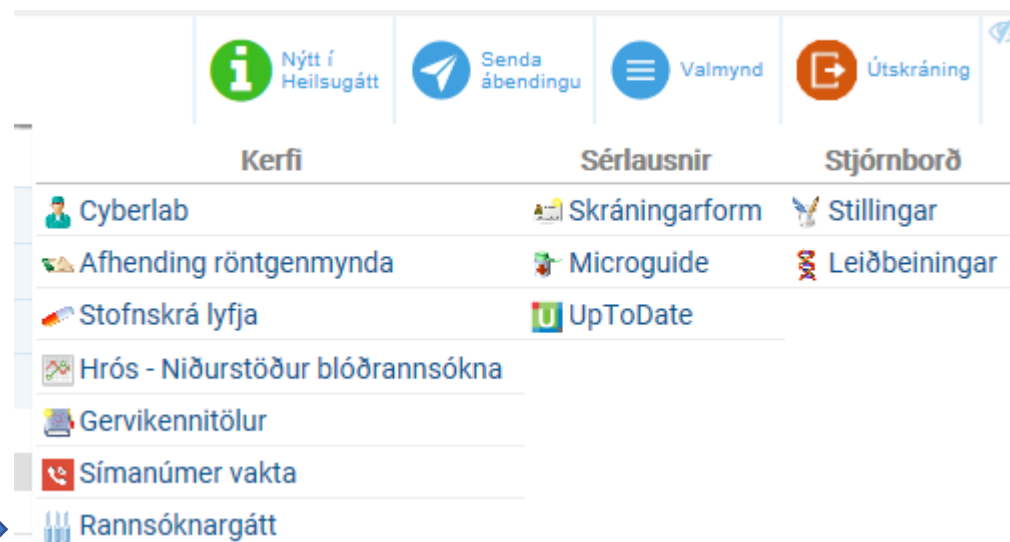 Nýtt í
Heilsugátt
Senda
ábendingu
Valmynd
Útskráning
Kerfi
Sérlausnir
Stjórnborð
Cyberlab
Skráningarform
Stillingar
Afhending röntgenmynda
Microguide
Leiðbeiningar
Stofnskrá lyfja
UpToDate
Hrós - Niðurstöður blóðrannsókna
Gervikennitölur
Símanúmer vakta
Rannsóknargátt